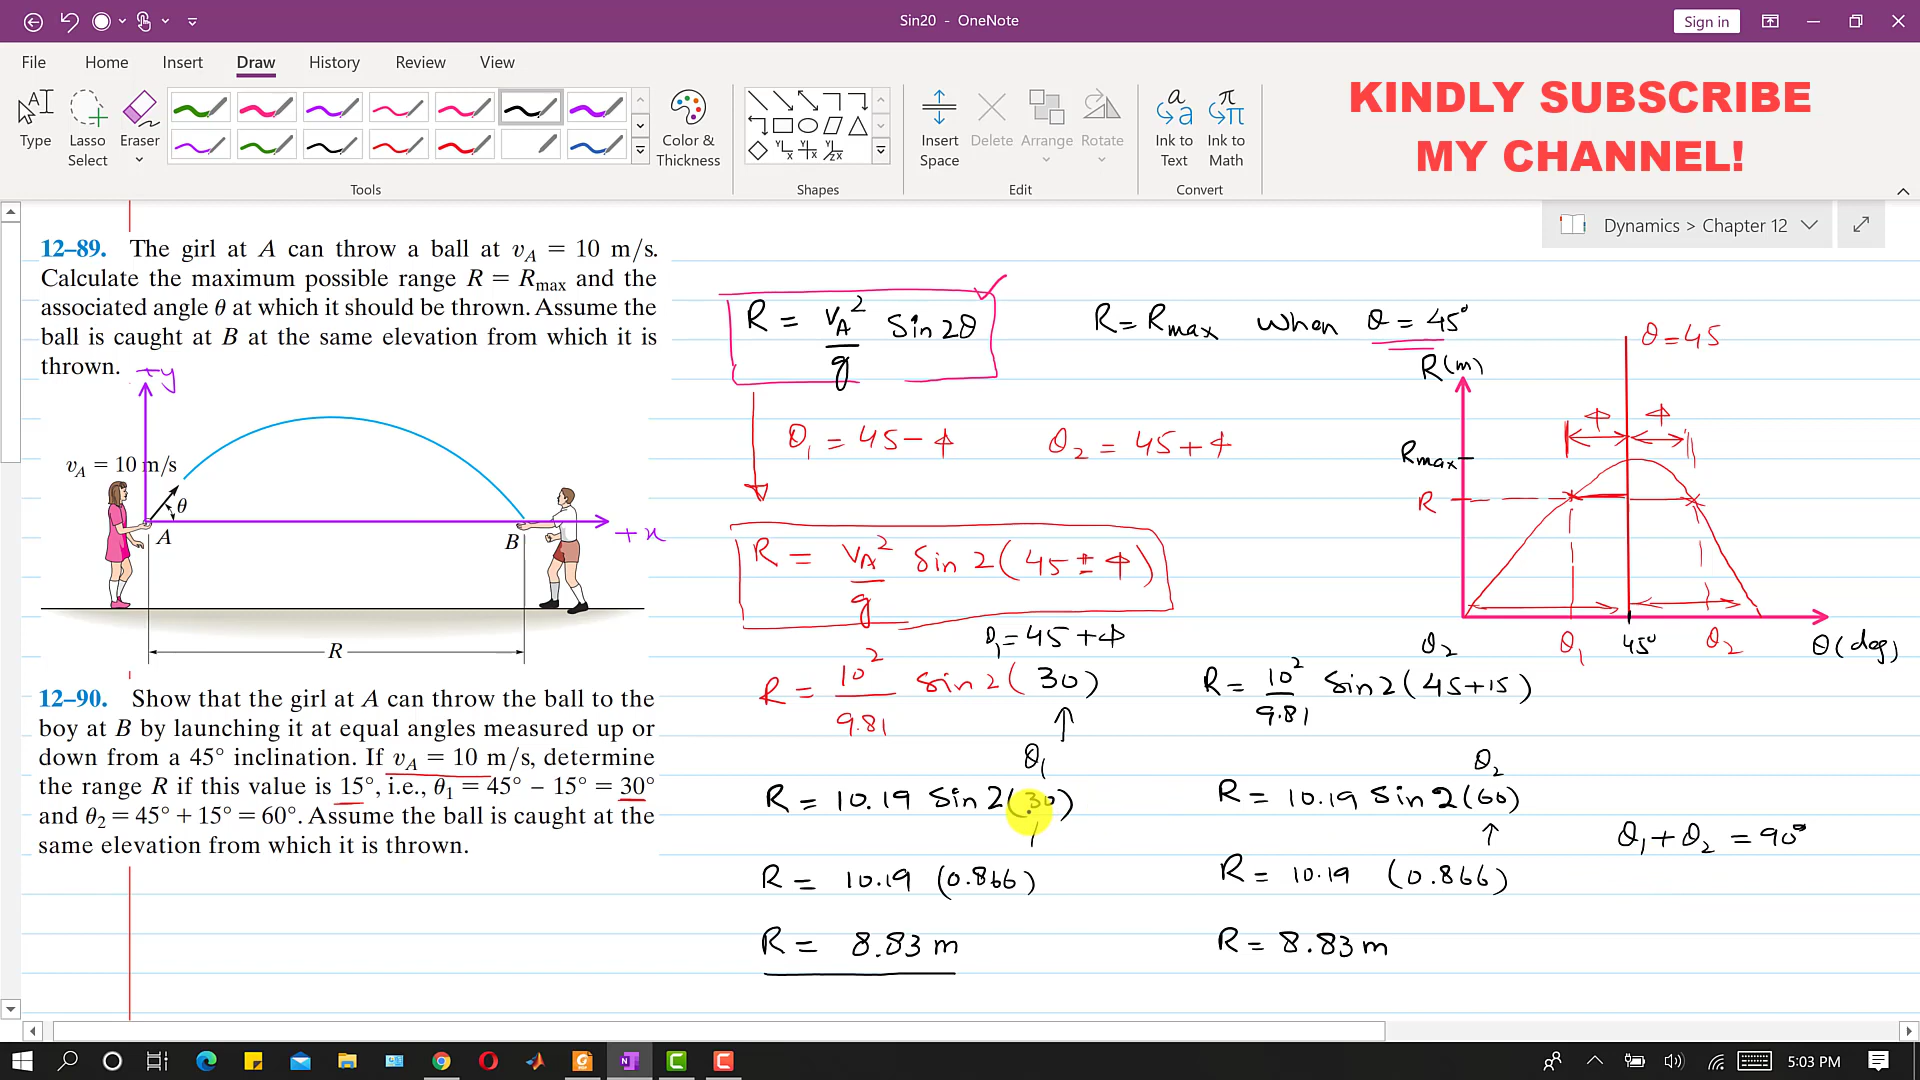 Sin20 - OneNote
Sign in
File Home Insert Draw History Review View
Type
Lasso Select
Eraser
Color & Thickness
Insert Space
Delete
Arrange
Rotate
Ink to Text
Ink to Math
Tools
Shapes
Edit
Convert
KINDLY SUBSCRIBE
MY CHANNEL!
Dynamics > Chapter 12
12–89. The girl at A can throw a ball at vA = 10 m/s.
Calculate the maximum possible range R = Rmax and the
associated angle θ at which it should be thrown. Assume the
ball is caught at B at the same elevation from which it is
thrown.
+y
vA = 10 m/s
θ
A
B
+x
R
12–90. Show that the girl at A can throw the ball to the
boy at B by launching it at equal angles measured up or
down from a 45° inclination. If vA = 10 m/s, determine
the range R if this value is 15°, i.e., θ1 = 45° − 15° = 30°
and θ2 = 45° + 15° = 60°. Assume the ball is caught at the
same elevation from which it is thrown.
R = vA²/g Sin 2θ
R = Rmax when θ = 45°
θ1 = 45 − ϕ
θ2 = 45 + ϕ
R = vA²/g Sin 2(45 ± ϕ)
θ1 = 45 + ϕ
R = 10²/9.81 Sin 2(30)
θ1
R = 10.19 Sin 2(30)
R = 10.19 (0.866)
R = 8.83 m
R = 10²/9.81 Sin 2(45+15)
θ2
R = 10.19 Sin 2(60)
R = 10.19 (0.866)
R = 8.83 m
θ1 + θ2 = 90°
R(m)
θ = 45
ϕ
ϕ
Rmax
R
θ2
θ1
45°
θ2
θ(deg)
5:03 PM